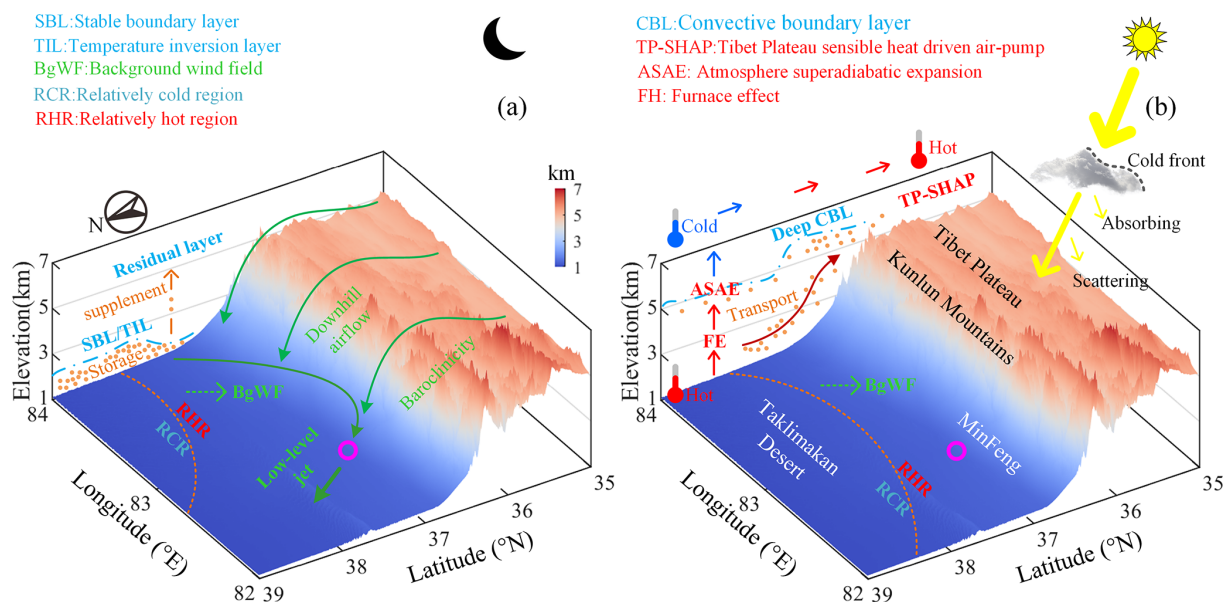 SBL:Stable boundary layer
TIL:Temperature inversion layer
BgWF:Background wind field
RCR:Relatively cold region
RHR:Relatively hot region
(a)
N
km
7
5
3
1
Residual layer
supplement
SBL/TIL
Storage
Downhill
airflow
Baroclinicity
BgWF
RHR
RCR
Low-level
jet
Elevation(km)
7
5
3
1
84
83
82
Longitude (°E)
39
38
37
36
35
Latitude (°N)
CBL:Convective boundary layer
TP-SHAP:Tibet Plateau sensible heat driven air-pump
ASAE: Atmosphere superadiabatic expansion
FH: Furnace effect
(b)
Cold front
Absorbing
Scattering
Hot
TP-SHAP
Cold
Deep CBL
ASAE
Transport
FE
Hot
Tibet Plateau
Kunlun Mountains
BgWF
Taklimakan
Desert
MinFeng
RHR
RCR
Elevation(km)
7
5
3
1
84
83
82
Longitude (°E)
39
38
37
36
35
Latitude (°N)